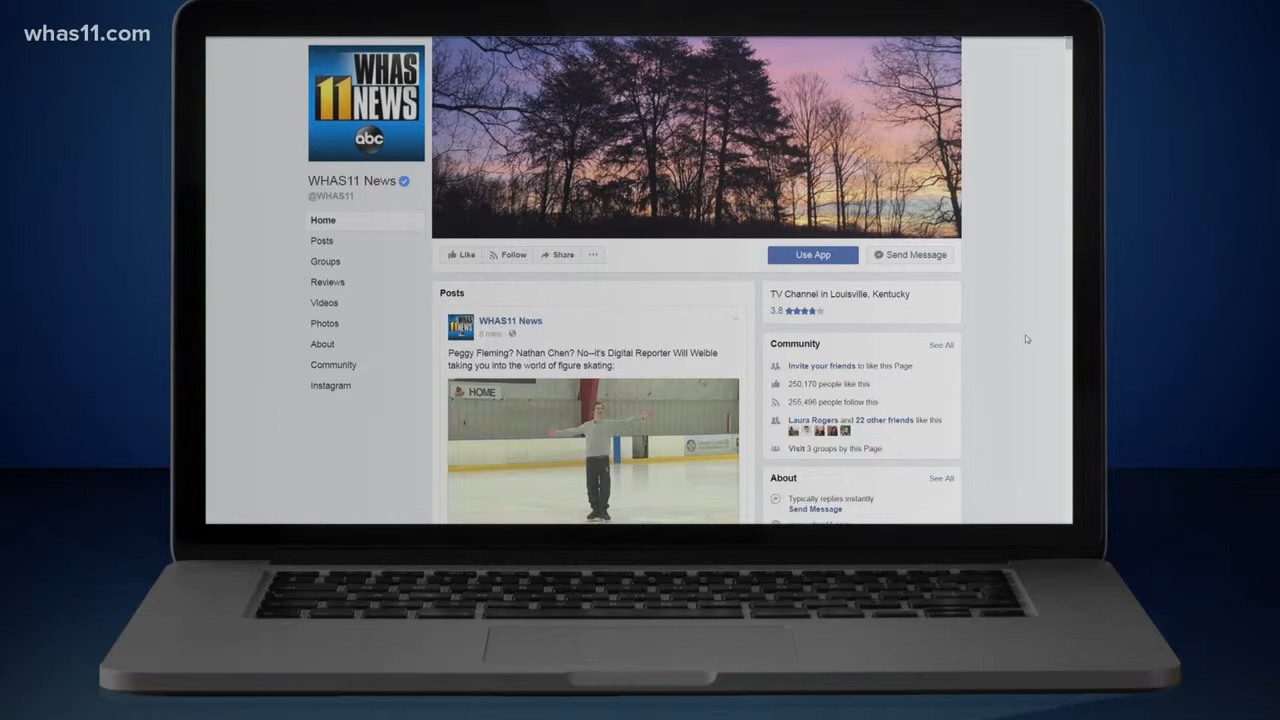 whas11.com
WHAS
11 NEWS
abc
WHAS11 News
@WHAS11
Home
Posts
Groups
Reviews
Videos
Photos
About
Community
Instagram
Like
Follow
Share
Use App
Send Message
Posts
WHAS11 News
8 mins
Peggy Fleming? Nathan Chen? No--it's Digital Reporter Will Weible
taking you into the world of figure skating:
HOME
TV Channel in Louisville, Kentucky
3.8
Community
See All
Invite your friends to like this Page
250,170 people like this
255,496 people follow this
Laura Rogers and 22 other friends like this
Visit 3 groups by this Page
About
See All
Typically replies instantly
Send Message